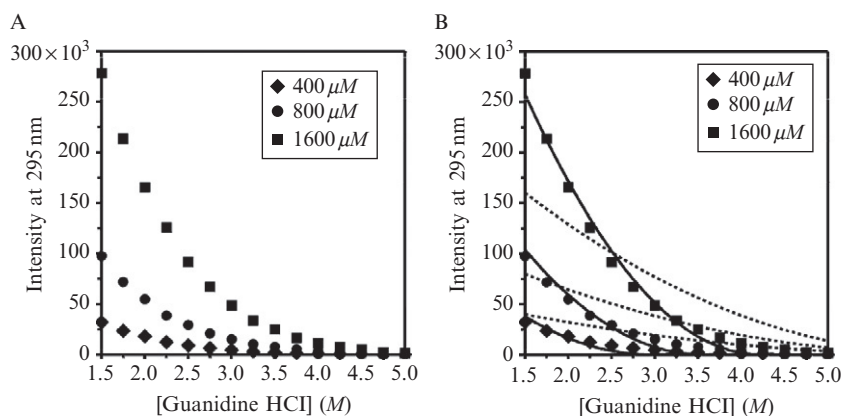 A
300×10³
250
200
150
100
50
0
Intensity at 295 nm
400 μM
800 μM
1600 μM
1.5 2.0 2.5 3.0 3.5 4.0 4.5 5.0
[Guanidine HCl] (M)
B
300×10³
250
200
150
100
50
0
Intensity at 295 nm
400 μM
800 μM
1600 μM
1.5 2.0 2.5 3.0 3.5 4.0 4.5 5.0
[Guanidine HCl] (M)